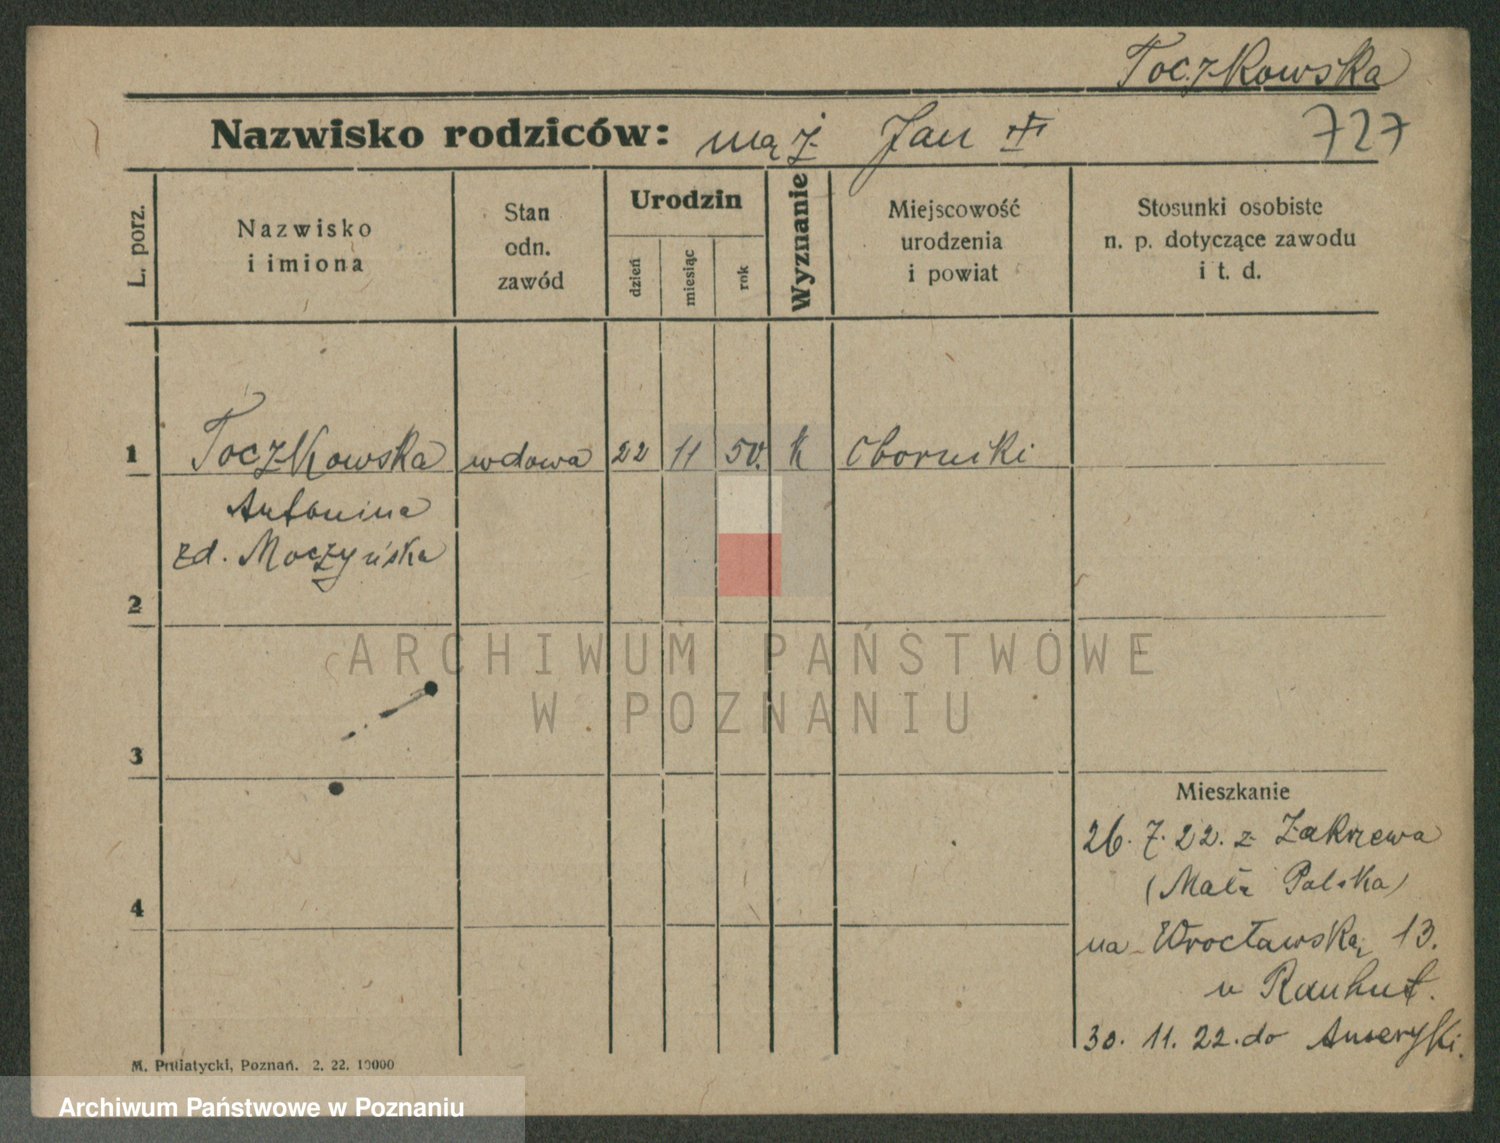 Toczkowska
Nazwisko rodziców: mąż Jan 727
L. porz.
Nazwisko
i imiona
Stan
odn.
zawód
Urodzin
dzień
miesiąc
rok
Wyznanie
Miejscowość
urodzenia
i powiat
Stosunki osobiste
n. p. dotyczące zawodu
i t. d.
1 Toczkowska wdowa 22 11 50. k Oborniki
Antonina
zd. Moczyńska
2
ARCHIWUM PAŃSTWOWE
W POZNANIU
3
Mieszkanie
26. 7. 22. z Zakrzewa
(Mała Polska)
4
na Wrocławską 13.
u Rauhut.
30. 11. 22. do Ameryki.
M. Putiatycki, Poznań. 2. 22. 10000
Archiwum Państwowe w Poznaniu